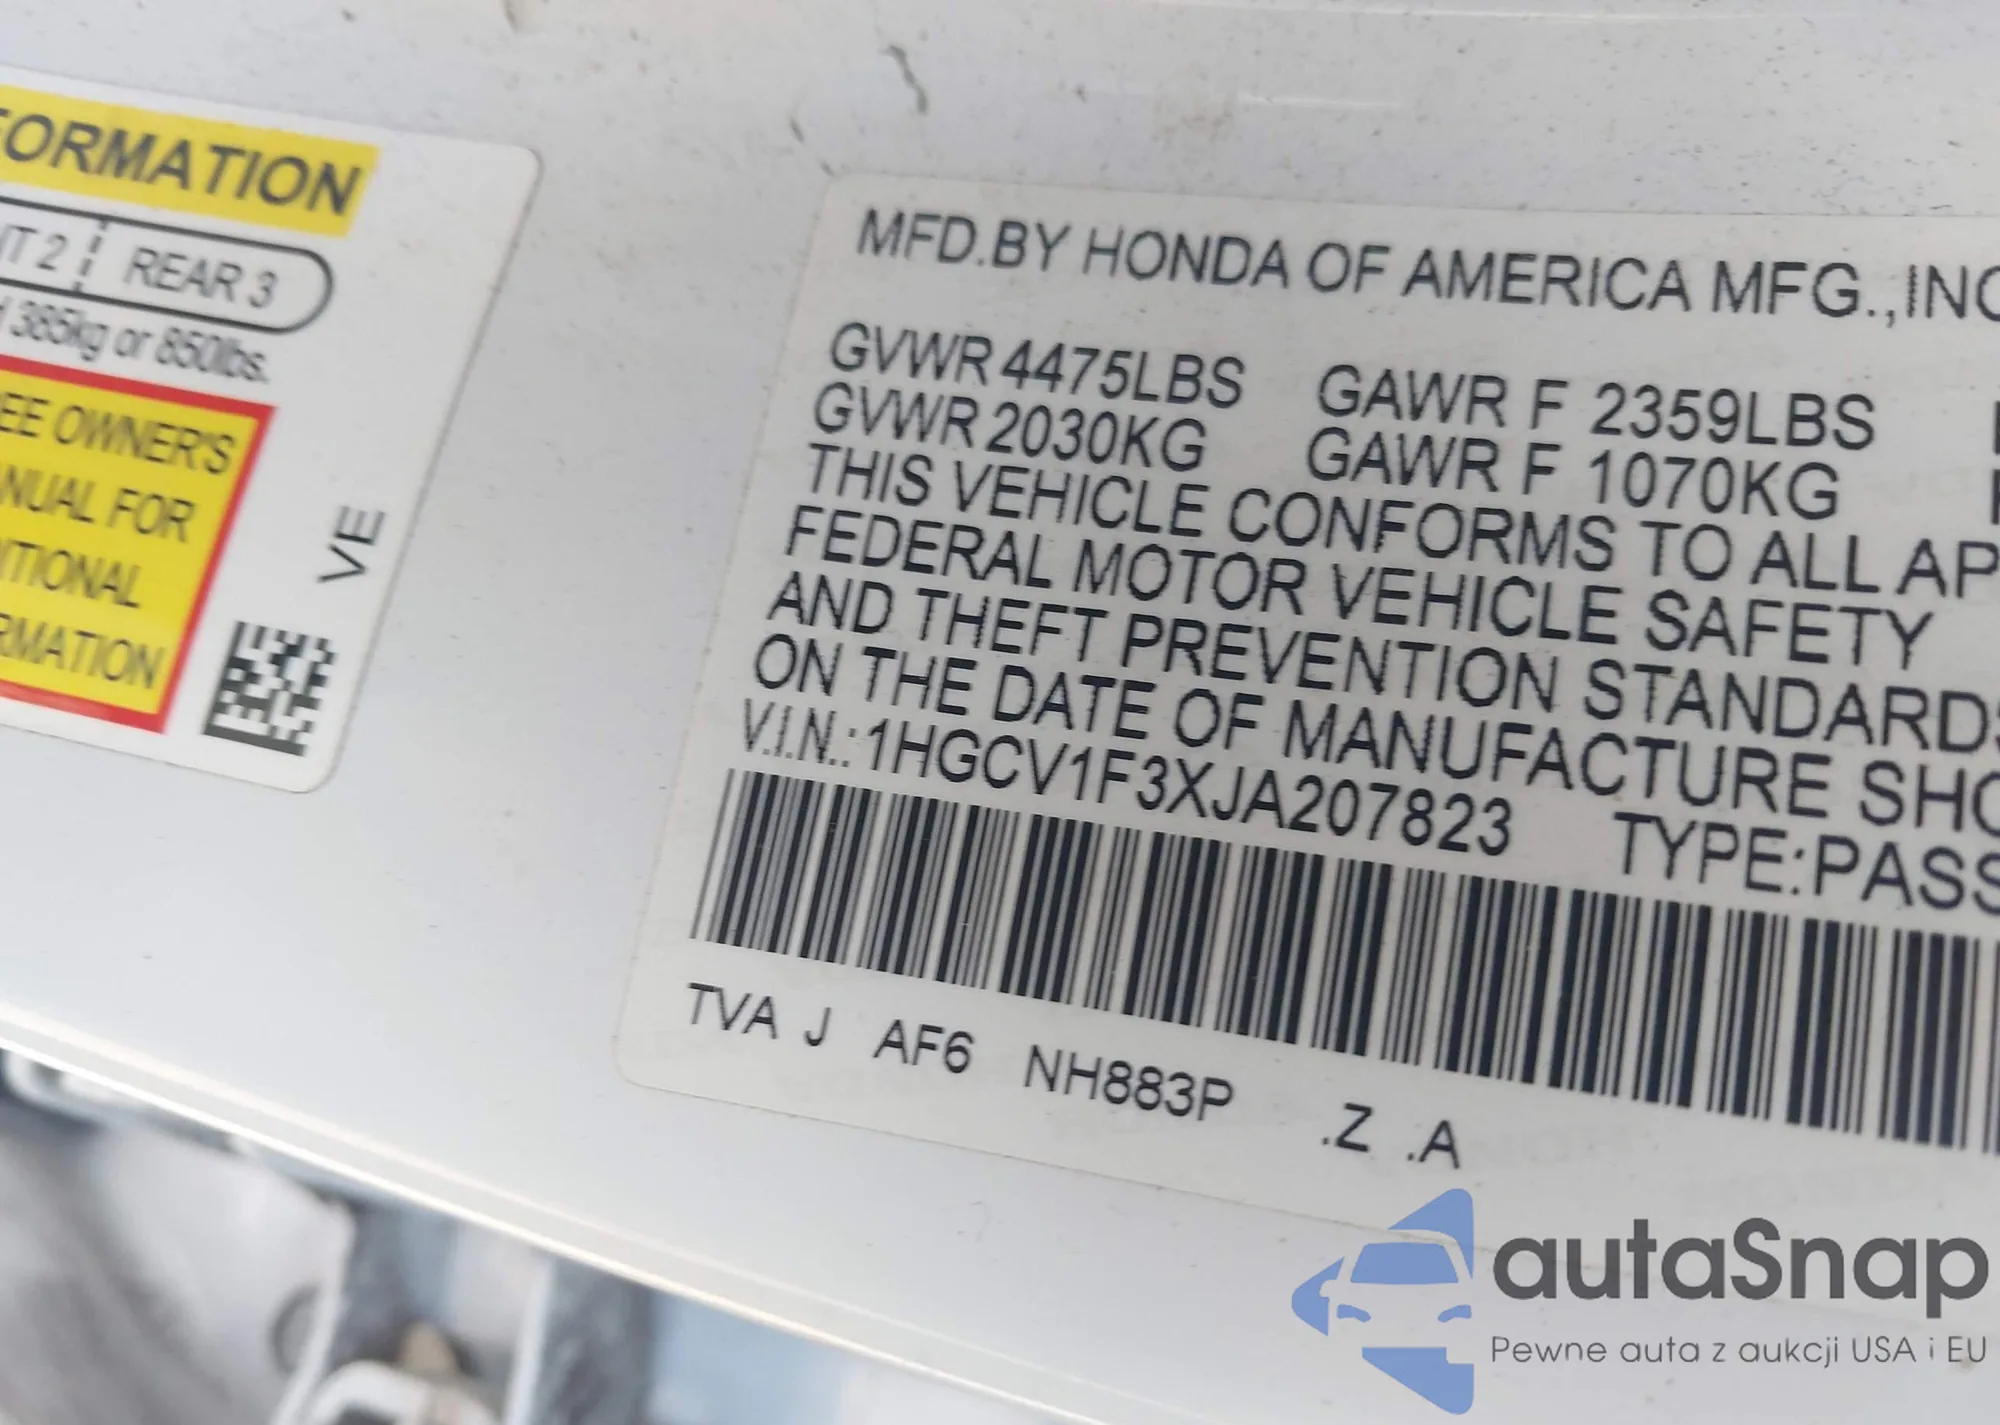 FORMATION
NT 2 REAR 3
385kg or 850lbs.
EE OWNER'S
NUAL FOR
ITIONAL
RMATION
VE
MFD.BY HONDA OF AMERICA MFG.,INC
GVWR 4475LBS GAWR F 2359LBS
GVWR 2030KG GAWR F 1070KG
THIS VEHICLE CONFORMS TO ALL AP
FEDERAL MOTOR VEHICLE SAFETY
AND THEFT PREVENTION STANDARDS
ON THE DATE OF MANUFACTURE SHO
V.I.N.:1HGCV1F3XJA207823 TYPE:PASS
TVA J AF6 NH883P .Z .A
autaSnap
Pewne auta z aukcji USA i EU